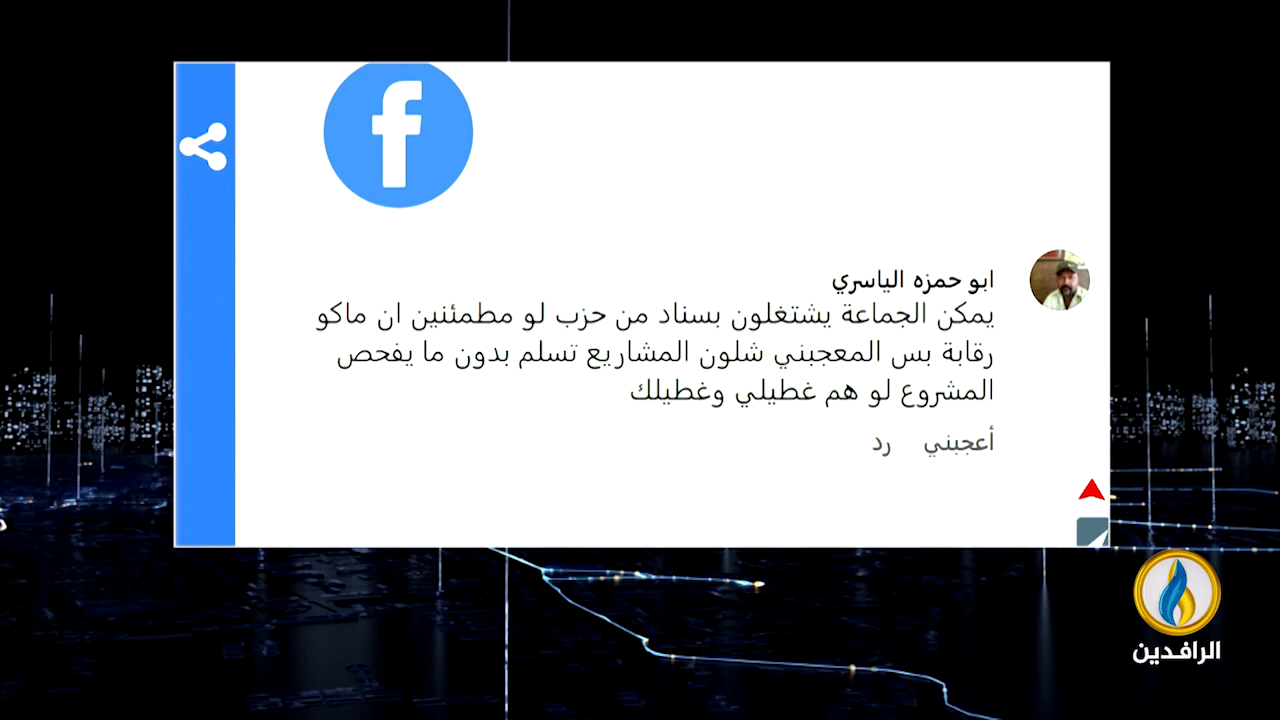 f
ابو حمزه الياسري
يمكن الجماعة يشتغلون بسناد من حزب لو مطمئنين ان ماكو
رقابة بس المعجبني شلون المشاريع تسلم بدون ما يفحص
المشروع لو هم غطيلي وغطيلك
أعجبني رد
الرافدين